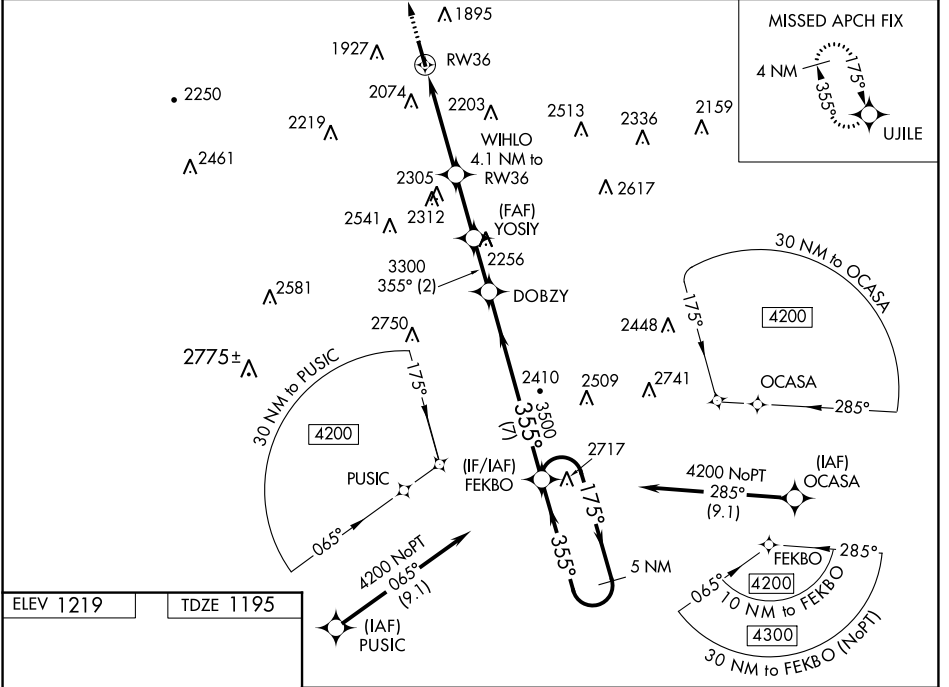 1895
1927
RW36
MISSED APCH FIX
4 NM
175°
355°
UJILE
2250
2074
2203
2219
2513
2336
2159
2461
WIHLO
4.1 NM to
RW36
2305
2312
2617
2541
(FAF)
YOSIY
2256
3300
355° (2)
DOBZY
2581
2750
2775±
30 NM to OCASA
175°
4200
OCASA
285°
2448
2741
2509
2410
30 NM to PUSIC
175°
4200
PUSIC
065°
3500
355°
(7)
(IF/IAF)
FEKBO
2717
175°
355°
5 NM
4200 NoPT
285°
(9.1)
(IAF)
OCASA
4200 NoPT
065°
(9.1)
(IAF)
PUSIC
FEKBO
285°
065°
4200
10 NM to FEKBO
4300
30 NM to FEKBO (NoPT)
ELEV 1219
TDZE 1195